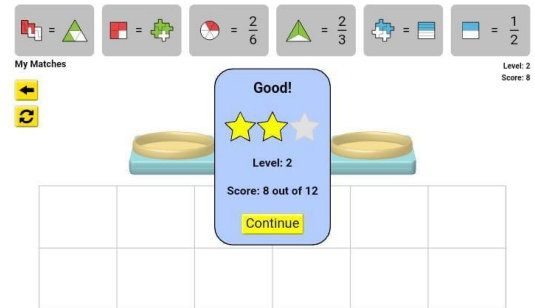 =
=
= 2/6
= 2/3
=
= 1/2
My Matches
Level: 2
Score: 8
Good!
Level: 2
Score: 8 out of 12
Continue